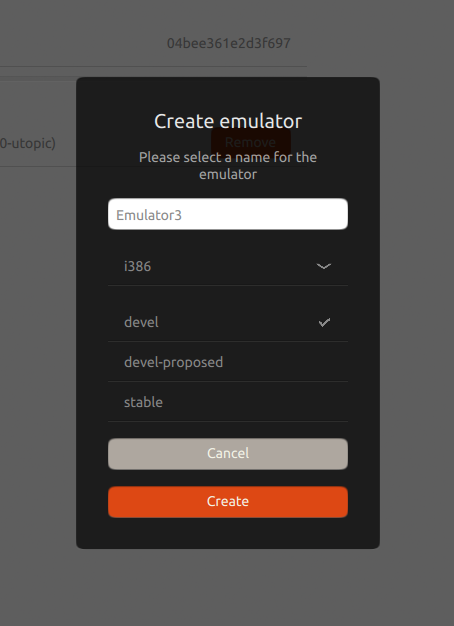 04bee361e2d3f697
0-utopic)
Remove
Create emulator
Please select a name for the
emulator
Emulator3
i386
devel
devel-proposed
stable
Cancel
Create